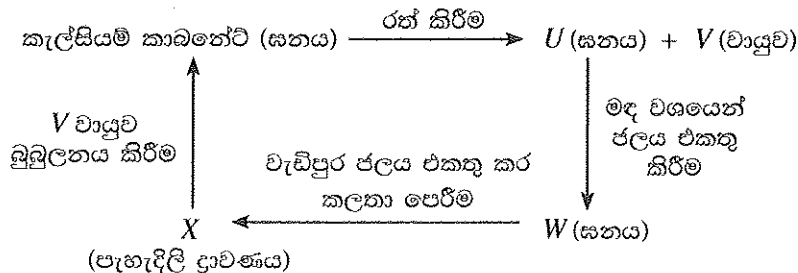 කැල්සියම් කාබනේට් (ඝනය) රත් කිරීම U (ඝනය) + V (වායුව)
V වායුව
බුබුලනය කිරීම
මඳ වශයෙන්
ජලය එකතු
කිරීම
වැඩිපුර ජලය එකතු කර
කලතා පෙරීම
X
(පැහැදිලි ද්‍රාවණය)
W (ඝනය)